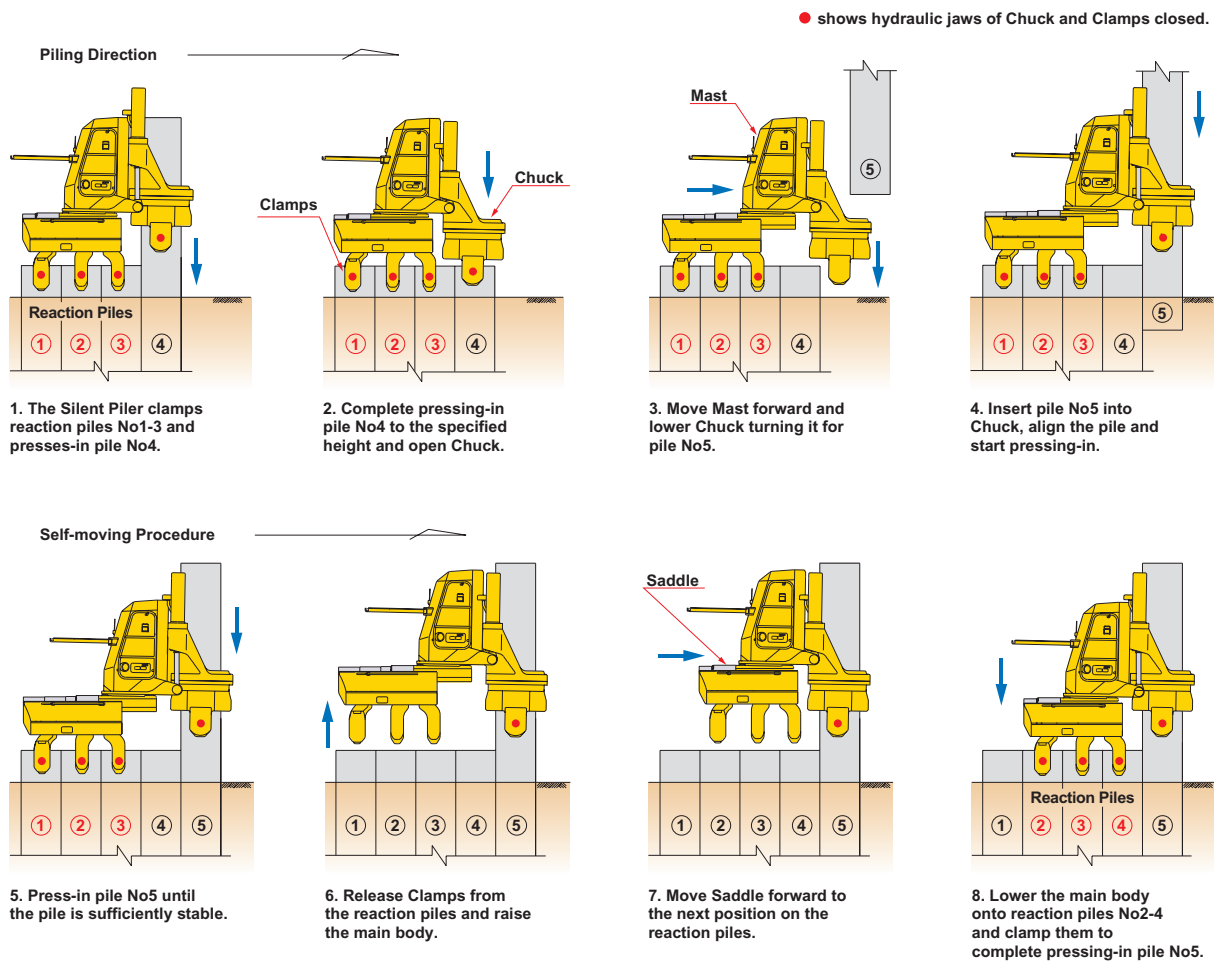 ● shows hydraulic jaws of Chuck and Clamps closed.
Piling Direction
Reaction Piles
① ② ③ ④
1. The Silent Piler clamps
reaction piles No1-3 and
presses-in pile No4.
Clamps
Chuck
① ② ③ ④
2. Complete pressing-in
pile No4 to the specified
height and open Chuck.
Mast
⑤
① ② ③ ④
3. Move Mast forward and
lower Chuck turning it for
pile No5.
⑤
① ② ③ ④
4. Insert pile No5 into
Chuck, align the pile and
start pressing-in.
Self-moving Procedure
① ② ③ ④ ⑤
5. Press-in pile No5 until
the pile is sufficiently stable.
① ② ③ ④ ⑤
6. Release Clamps from
the reaction piles and raise
the main body.
Saddle
① ② ③ ④ ⑤
7. Move Saddle forward to
the next position on the
reaction piles.
Reaction Piles
① ② ③ ④ ⑤
8. Lower the main body
onto reaction piles No2-4
and clamp them to
complete pressing-in pile No5.